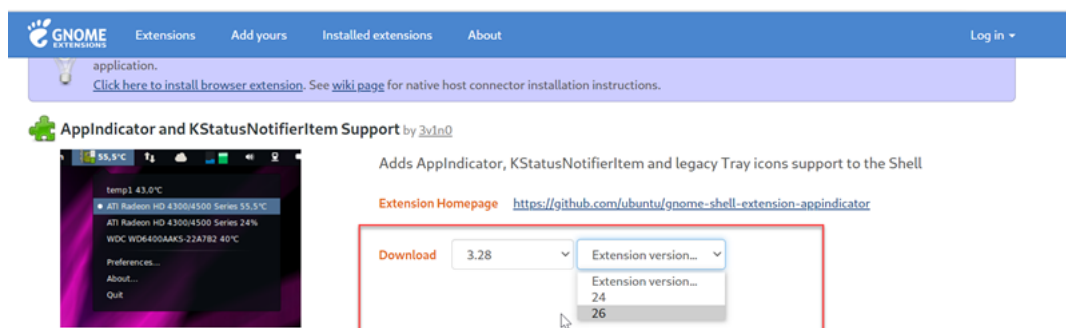 GNOME EXTENSIONS Extensions Add yours Installed extensions About Log in
application.
Click here to install browser extension. See wiki page for native host connector installation instructions.
AppIndicator and KStatusNotifierItem Support by 3v1n0
55,5°C
temp1 43.0°C
ATI Radeon HD 4300/4500 Series 55.5°C
ATI Radeon HD 4300/4500 Series 24%
WDC WD6400AAKS-22A7B2 40°C
Preferences...
About...
Quit
Adds AppIndicator, KStatusNotifierItem and legacy Tray icons support to the Shell
Extension Homepage https://github.com/ubuntu/gnome-shell-extension-appindicator
Download 3.28 Extension version...
Extension version...
24
26